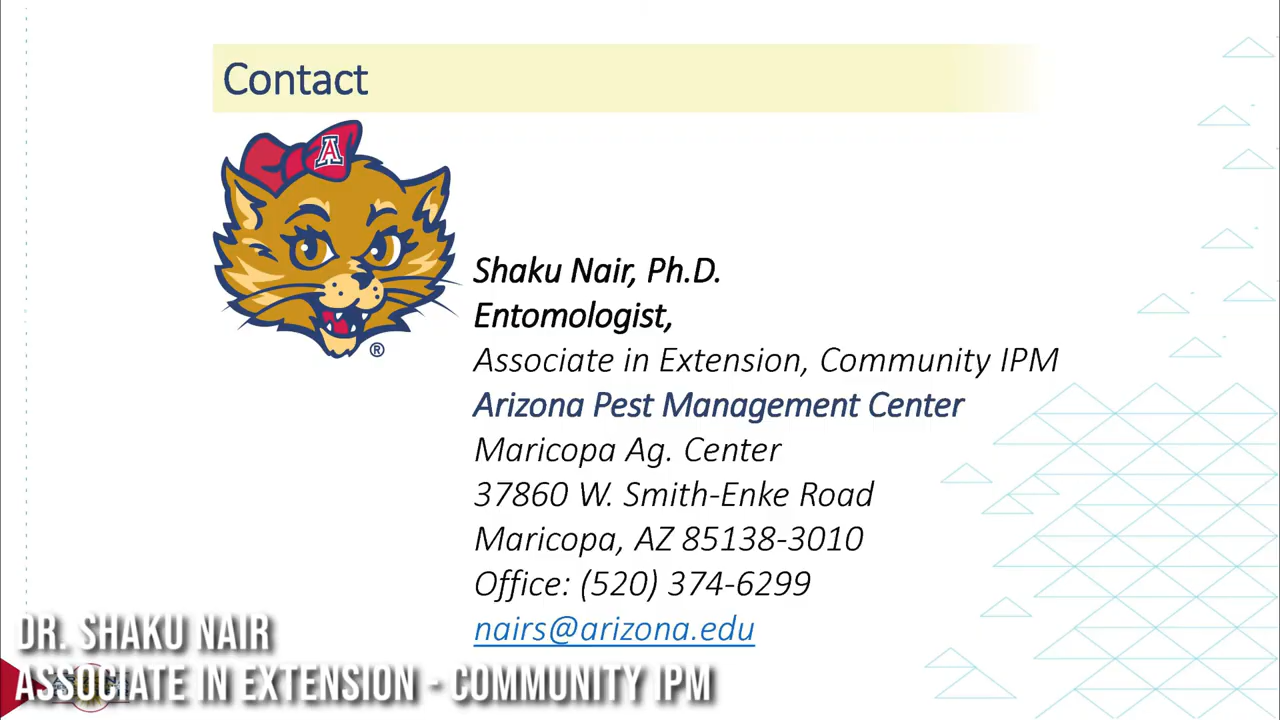 Contact
A
®
Shaku Nair, Ph.D.
Entomologist,
Associate in Extension, Community IPM
Arizona Pest Management Center
Maricopa Ag. Center
37860 W. Smith-Enke Road
Maricopa, AZ 85138-3010
Office: (520) 374-6299
nairs@arizona.edu
DR. SHAKU NAIR
ASSOCIATE IN EXTENSION - COMMUNITY IPM